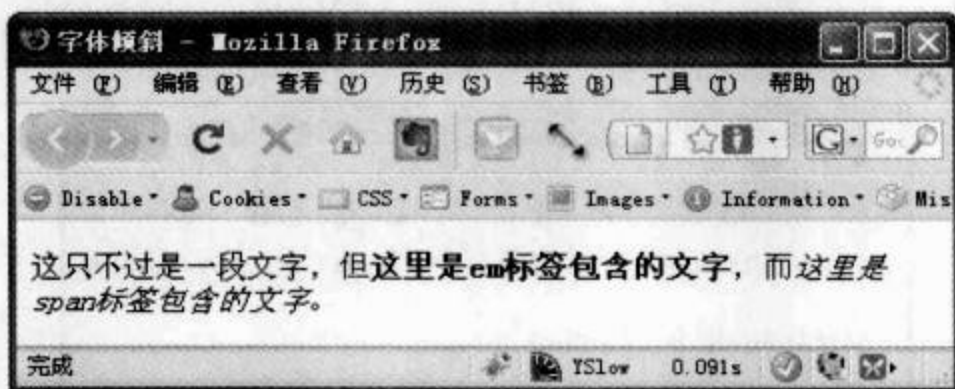 字体倾斜 - Mozilla Firefox
文件 (F) 编辑 (E) 查看 (V) 历史 (S) 书签 (B) 工具 (T) 帮助 (H)
G Goo
Disable Cookies CSS Forms Images Information Mis
这只不过是一段文字，但这里是em标签包含的文字，而这里是
span标签包含的文字。
完成 YSlow 0.091s